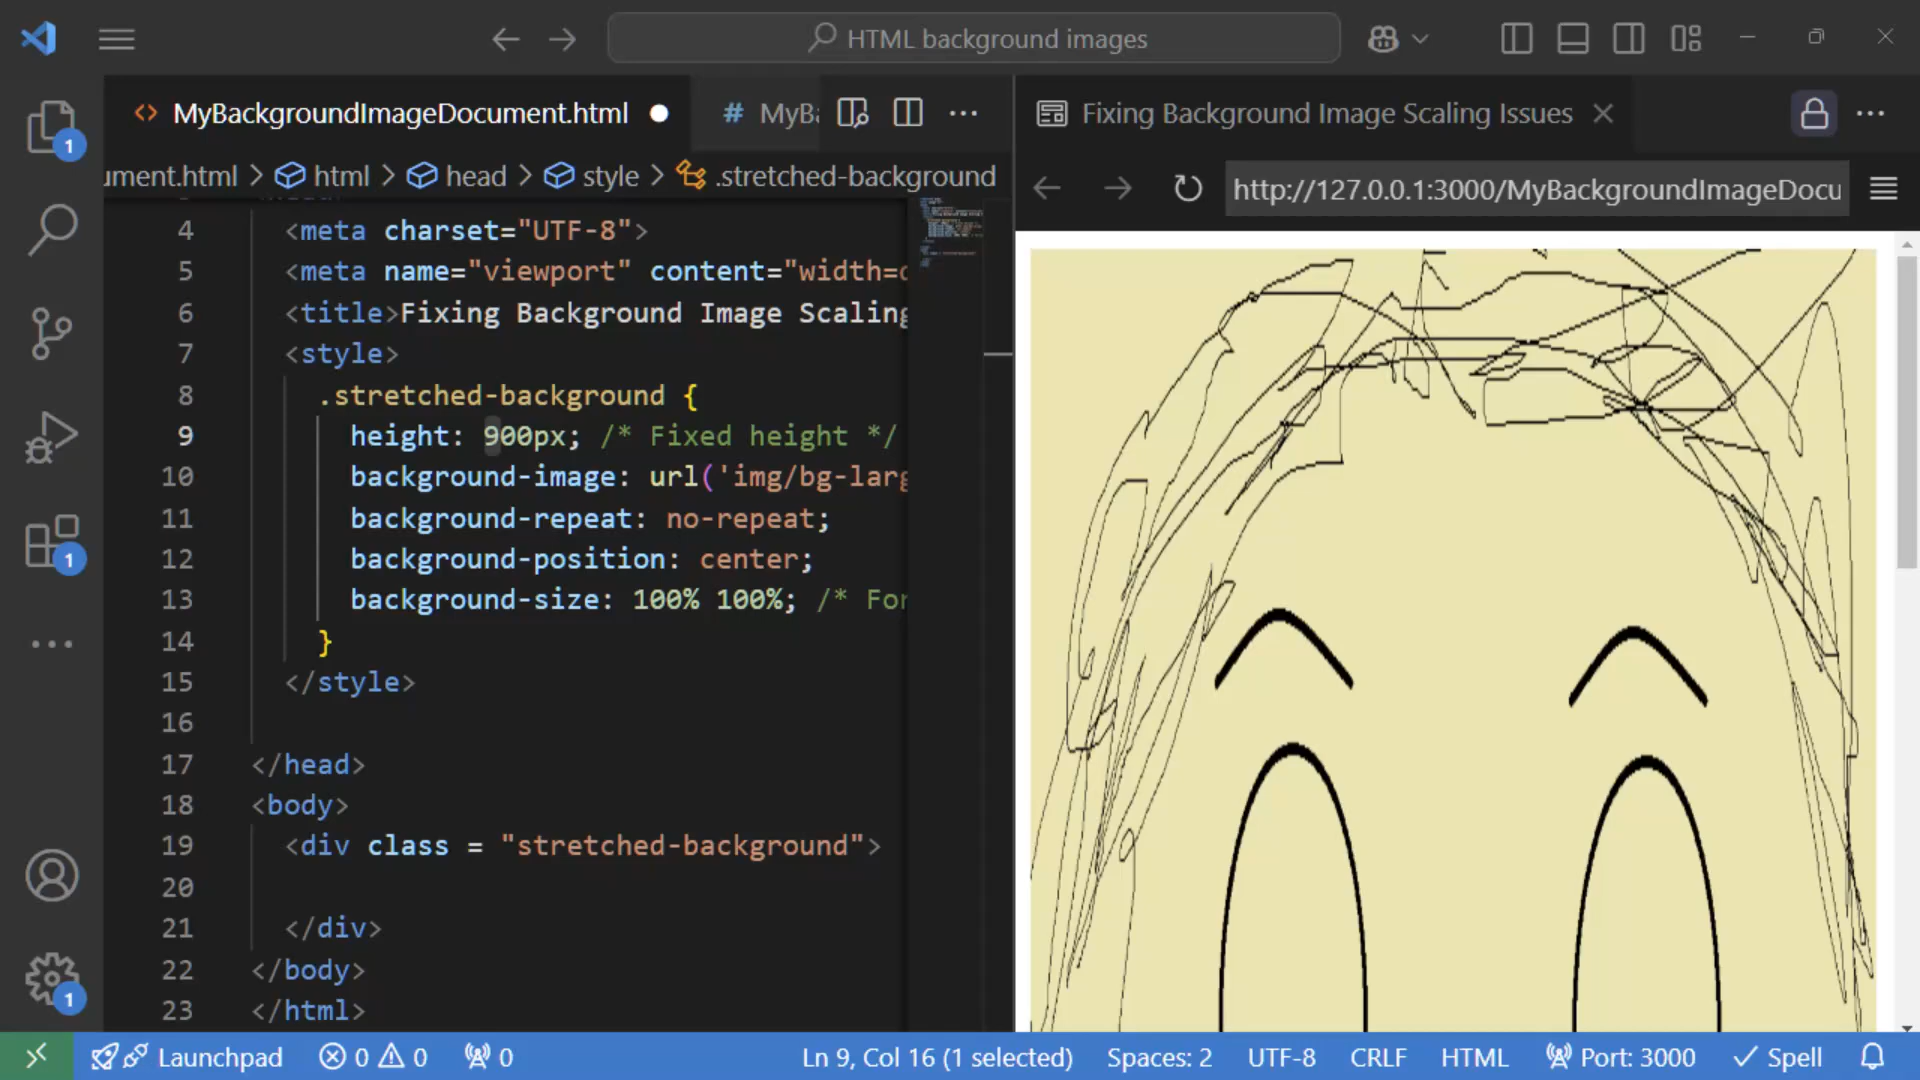 HTML background images
MyBackgroundImageDocument.html
# MyBa
Fixing Background Image Scaling Issues
ument.html > html > head > style > .stretched-background
http://127.0.0.1:3000/MyBackgroundImageDocu
4 <meta charset="UTF-8">
5 <meta name="viewport" content="width=d
6 <title>Fixing Background Image Scaling
7 <style>
8 .stretched-background {
9 height: 900px; /* Fixed height */
10 background-image: url('img/bg-larg
11 background-repeat: no-repeat;
12 background-position: center;
13 background-size: 100% 100%; /* For
14 }
15 </style>
16
17 </head>
18 <body>
19 <div class = "stretched-background">
20
21 </div>
22 </body>
23 </html>
1
1
1
Launchpad 0 0 0 Ln 9, Col 16 (1 selected) Spaces: 2 UTF-8 CRLF HTML Port: 3000 Spell